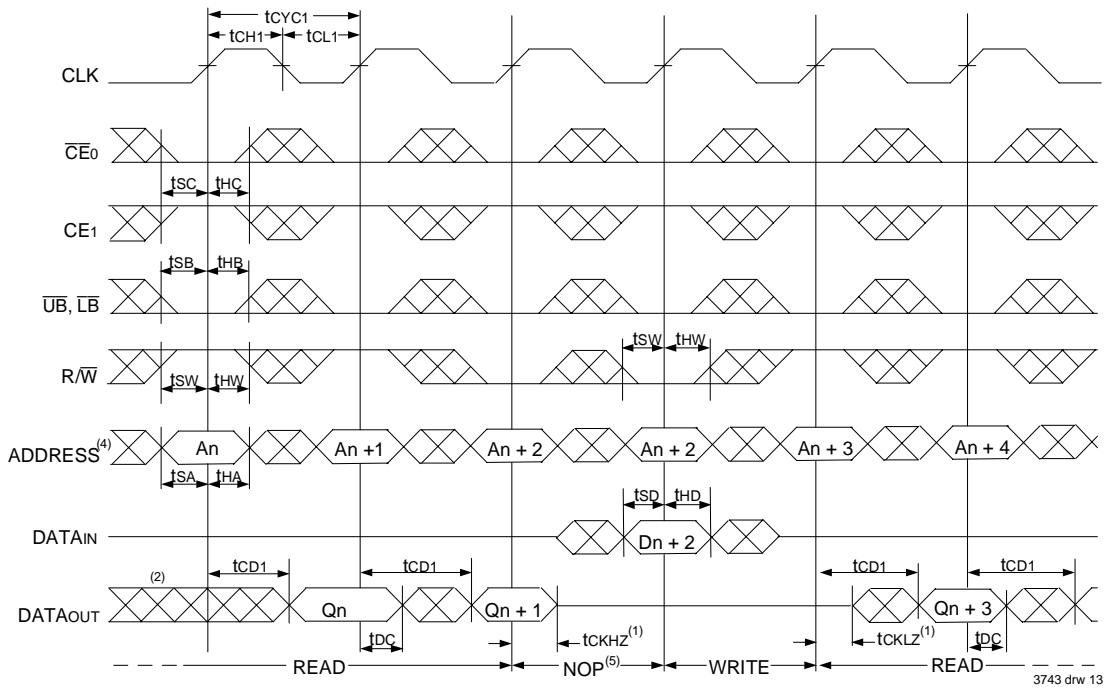 tCYC1
tCH1 tCL1
CLK
CE0
tSC tHC
CE1
tSB tHB
UB, LB
tSW tHW
R/W
tSW tHW
ADDRESS(4) An An +1 An + 2 An + 2 An + 3 An + 4
tSA tHA
tSD tHD
DATAIN Dn + 2
tCD1 tCD1 tCD1 tCD1
(2)
DATAOUT Qn Qn + 1 Qn + 3
tDC tCKHZ(1) tCKLZ(1) tDC
READ NOP(5) WRITE READ
3743 drw 13